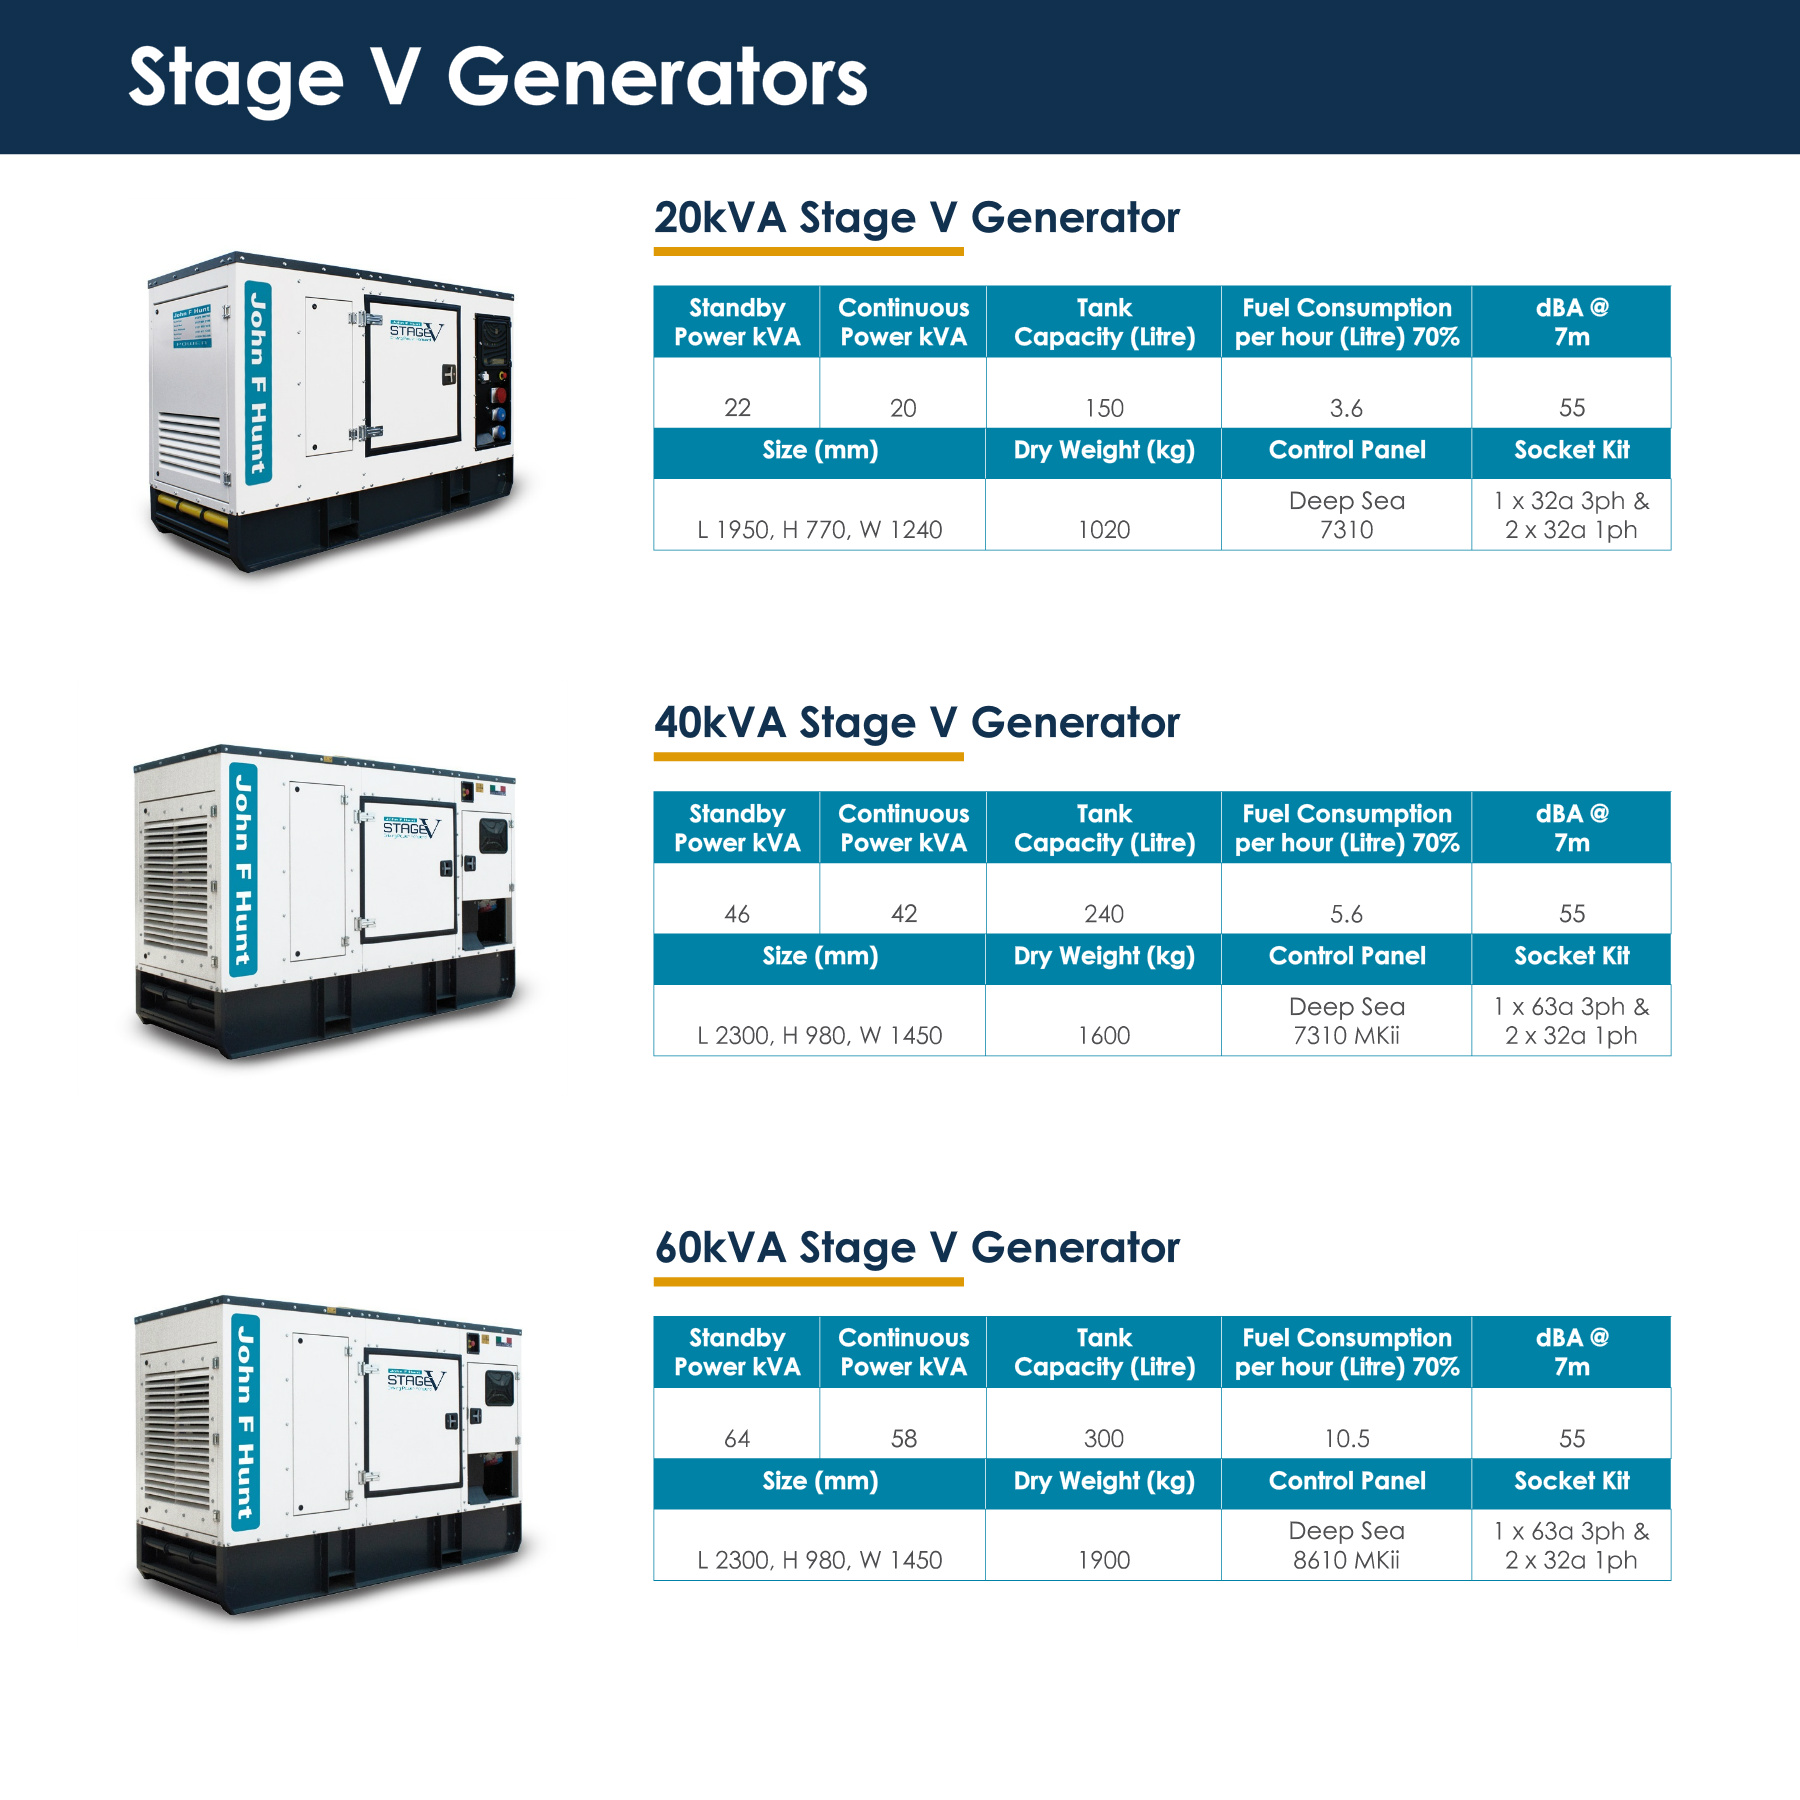 Stage V Generators
20kVA Stage V Generator
Standby Power kVA
Continuous Power kVA
Tank Capacity (Litre)
Fuel Consumption per hour (Litre) 70%
dBA @ 7m
22
20
150
3.6
55
Size (mm)
Dry Weight (kg)
Control Panel
Socket Kit
L 1950, H 770, W 1240
1020
Deep Sea 7310
1 x 32a 3ph & 2 x 32a 1ph
John F Hunt
John F Hunt
John F Hunt
STAGE V
40kVA Stage V Generator
Standby Power kVA
Continuous Power kVA
Tank Capacity (Litre)
Fuel Consumption per hour (Litre) 70%
dBA @ 7m
46
42
240
5.6
55
Size (mm)
Dry Weight (kg)
Control Panel
Socket Kit
L 2300, H 980, W 1450
1600
Deep Sea 7310 MKii
1 x 63a 3ph & 2 x 32a 1ph
John F Hunt
John F Hunt
STAGE V
60kVA Stage V Generator
Standby Power kVA
Continuous Power kVA
Tank Capacity (Litre)
Fuel Consumption per hour (Litre) 70%
dBA @ 7m
64
58
300
10.5
55
Size (mm)
Dry Weight (kg)
Control Panel
Socket Kit
L 2300, H 980, W 1450
1900
Deep Sea 8610 MKii
1 x 63a 3ph & 2 x 32a 1ph
John F Hunt
John F Hunt
STAGE V